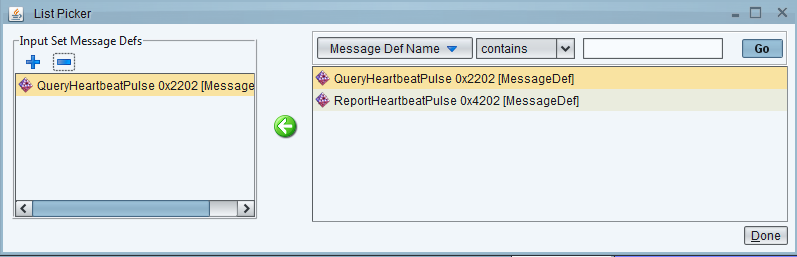 List Picker
Input Set Message Defs
QueryHeartbeatPulse 0x2202 [Message
Message Def Name contains Go
QueryHeartbeatPulse 0x2202 [MessageDef]
ReportHeartbeatPulse 0x4202 [MessageDef]
Done